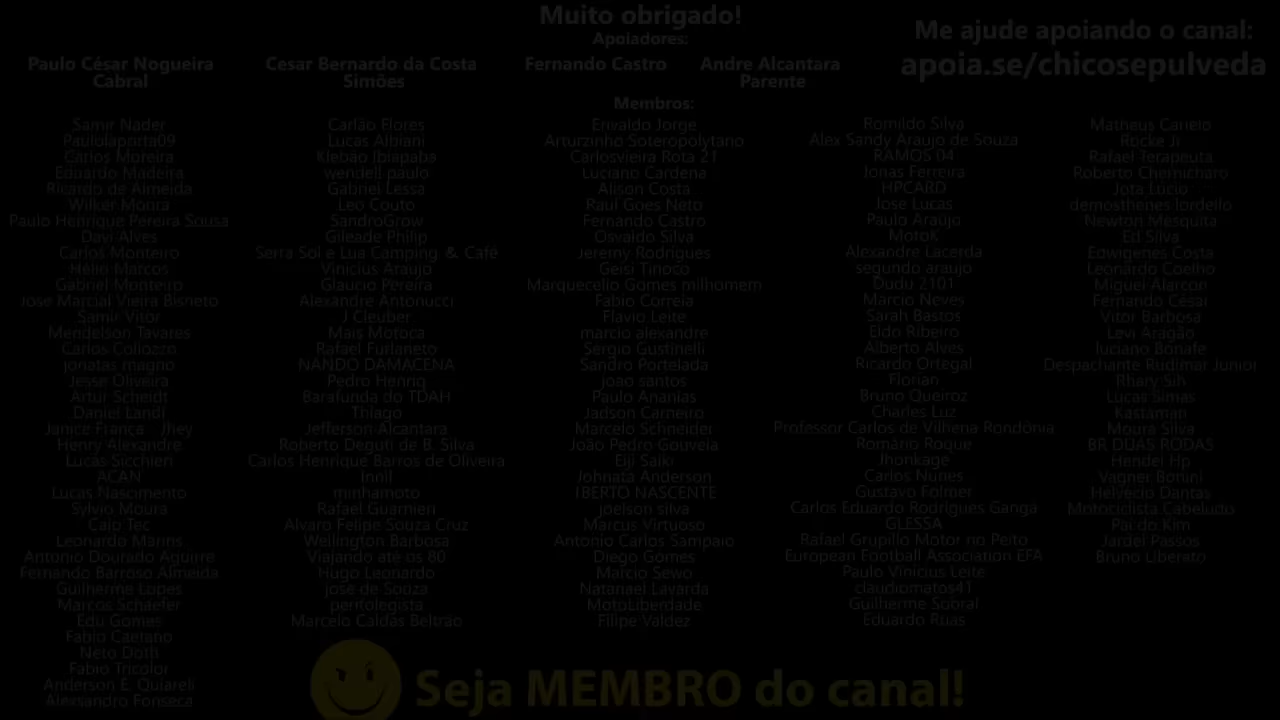 Muito obrigado!
Apoiadores:
Me ajude apoiando o canal:
apoia.se/chicosepulveda
Paulo César Nogueira
Cabral
Cesar Bernardo da Costa
Simões
Fernando Castro
Andre Alcantara
Parente
Membros:
Samir Nader
Paulolaprieta09
Carlos Moreira
Eduardo Madeira
Ricardo de Almeida
Wilker Moura
Paulo Henrique Pereira Sousa
Davi Alves
Carlos Monteiro
Hélio Marcos
Gabriel Monteiro
Jose Marcial Vieira Bisneto
Samir Vitor
Mendelson Tavares
Carlos Collozzo
jonatas magno
Jesse Oliveira
Artur Scheidt
Daniel Landi
Janice França - Jhey
Henry Alexandre
Lucas Sicchieri
ACAN
Lucas Nascimento
Sylvio Moura
Caio Tec
Leonardo Marins
Antonio Dourado Aguirre
Fernando Barroso Almeida
Guilherme Lopes
Marcos Schaefer
Edu Gomes
Fabio Caetano
Neto Doth
Fabio Tricolor
Anderson E. Quiareli
Alexsandro Fonseca
Carlão Flores
Lucas Albiani
Klebão Ibiapaba
wendell paulo
Gabriel Lessa
Leo Couto
SandroGrow
Gileade Philip
Serra Sol e Lua Camping & Café
Vinicius Araujo
Glaucio Pereira
Alexandre Antonucci
J Cleuber
Mais Motoca
Rafael Furlaneto
NANDO DAMACENA
Pedro Henriq
Barafunda do TDAH
Thiago
Jefferson Alcantara
Roberto Deguti de B. Silva
Carlos Henrique Barros de Oliveira
Innil
minhamoto
Rafael Guarnieri
Alvaro Felipe Souza Cruz
Wellington Barbosa
Viajando até os 80
Hugo Leonardo
jose de Souza
pentologista
Marcelo Caldas Beltrão
Erivaldo Jorge
Arturzinho Soteropolytano
Carlosvieira Rota 21
Luciano Cardena
Alison Costa
Raul Goes Neto
Fernando Castro
Osvaldo Silva
Jeremy Rodrigues
Geisi Tinoco
Marquecelio Gomes milhomem
Fabio Correia
Flavio Leite
marcio alexandre
Sergio Gustinelli
Sandro Portelada
joao santos
Paulo Ananias
Jadson Carneiro
Marcelo Schneider
João Pedro Gouveia
Eiji Saiki
Johnata Anderson
IBERTO NASCENTE
joelson silva
Marcus Virtuoso
Antonio Carlos Sampaio
Diego Gomes
Marcio Sewo
Natanael Lavarda
MotoLiberdade
Filipe Valdez
Romildo Silva
Alex Sandy Araujo de Souza
RAMOS 04
Jonas Ferreira
HPCARD
Jose Lucas
Paulo Araújo
MotoK
Alexandre Lacerda
segundo araujo
Dudu 2101
Marcio Neves
Sarah Bastos
Eldo Ribeiro
Alberto Alves
Ricardo Ortegal
Florian
Bruno Queiroz
Charles Luz
Professor Carlos de Vilhena Rondônia
Romário Roque
Jhonkage
Carlos Nunes
Gustavo Folmer
Carlos Eduardo Rodrigues Ganga
GLESSA
Rafael Grupillo Motor no Peito
European Football Association EFA
Paulo Vinicius Leite
claudiomatos41
Guilherme Sobral
Eduardo Ruas
Matheus Carielo
Rocke Ji
Rafael Terapeuta
Roberto Chernicharo
Jota Lucio
demosthenes lordello
Newton Mesquita
Eil Silva
Edwigenes Costa
Leonardo Coelho
Miguel Alarcon
Fernando César
Vitor Barbosa
Levi Aragão
luciano Bonafe
Despachante Rudimar Junior
Rhary Sih
Lucas Simas
Kastaman
Moura Silva
BR DUAS RODAS
Hendel Hp
Vagner Bonini
Helvécio Dantas
Motociclista Cabeludo
Pai do Kim
Jardel Passos
Bruno Liberato
Seja MEMBRO do canal!